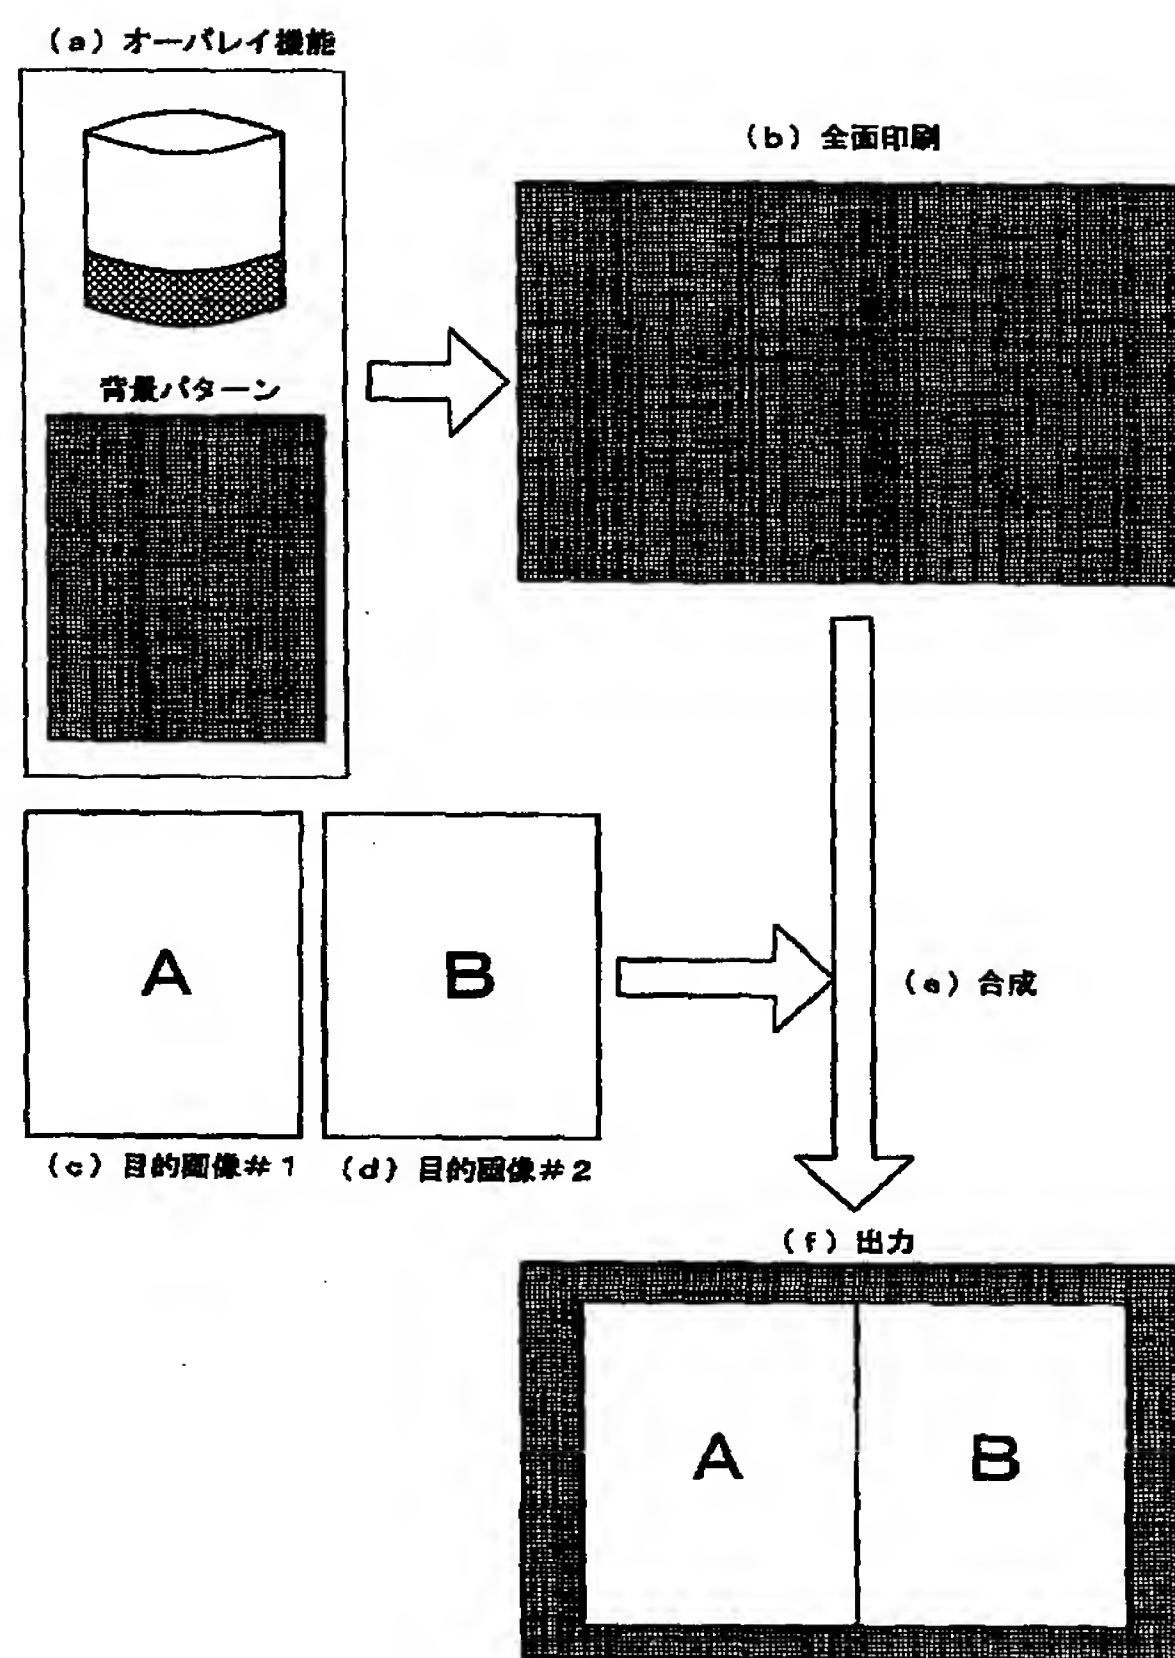 (a) オーバレイ機能
(b) 全面印刷
背景パターン
A
B
(e) 合成
(c) 目的画像#1
(d) 目的画像#2
(f) 出力
A
B